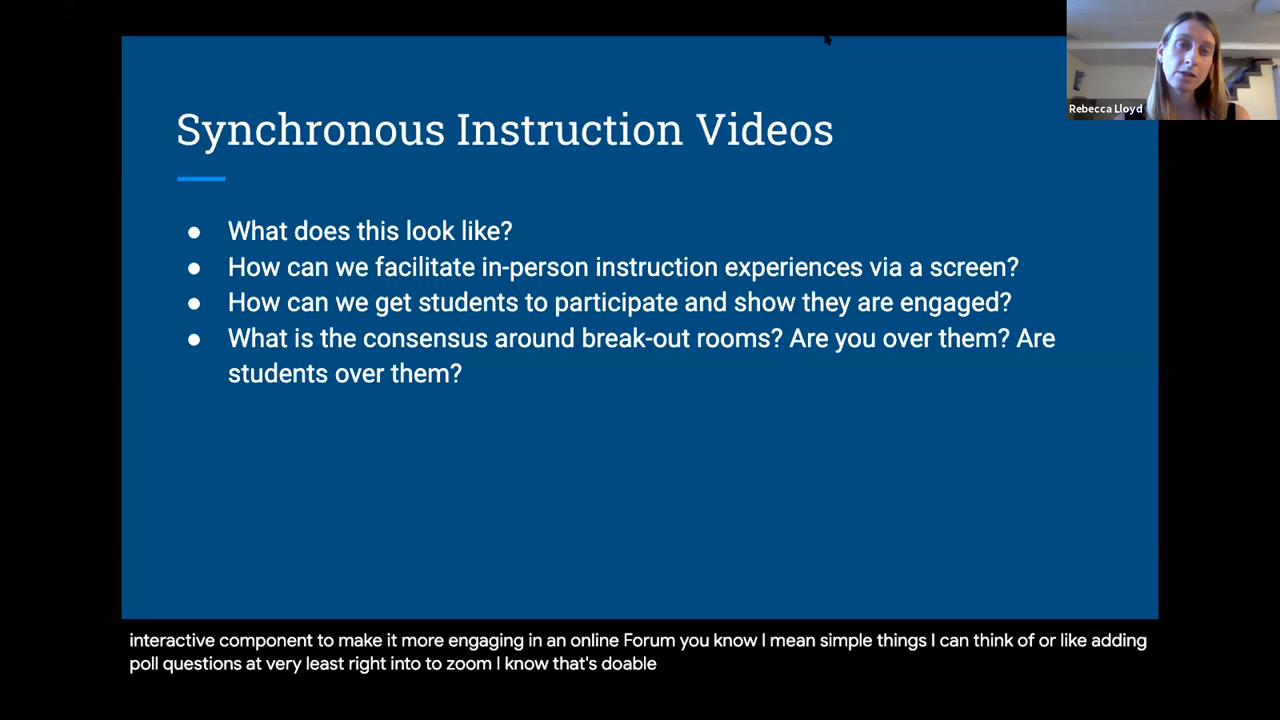 Rebecca Lloyd
Synchronous Instruction Videos
What does this look like?
How can we facilitate in-person instruction experiences via a screen?
How can we get students to participate and show they are engaged?
What is the consensus around break-out rooms? Are you over them? Are
students over them?
interactive component to make it more engaging in an online Forum you know I mean simple things I can think of or like adding
poll questions at very least right into to zoom I know that's doable